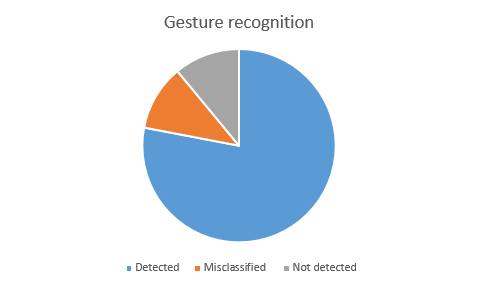 Gesture recognition
Detected Misclassified Not detected